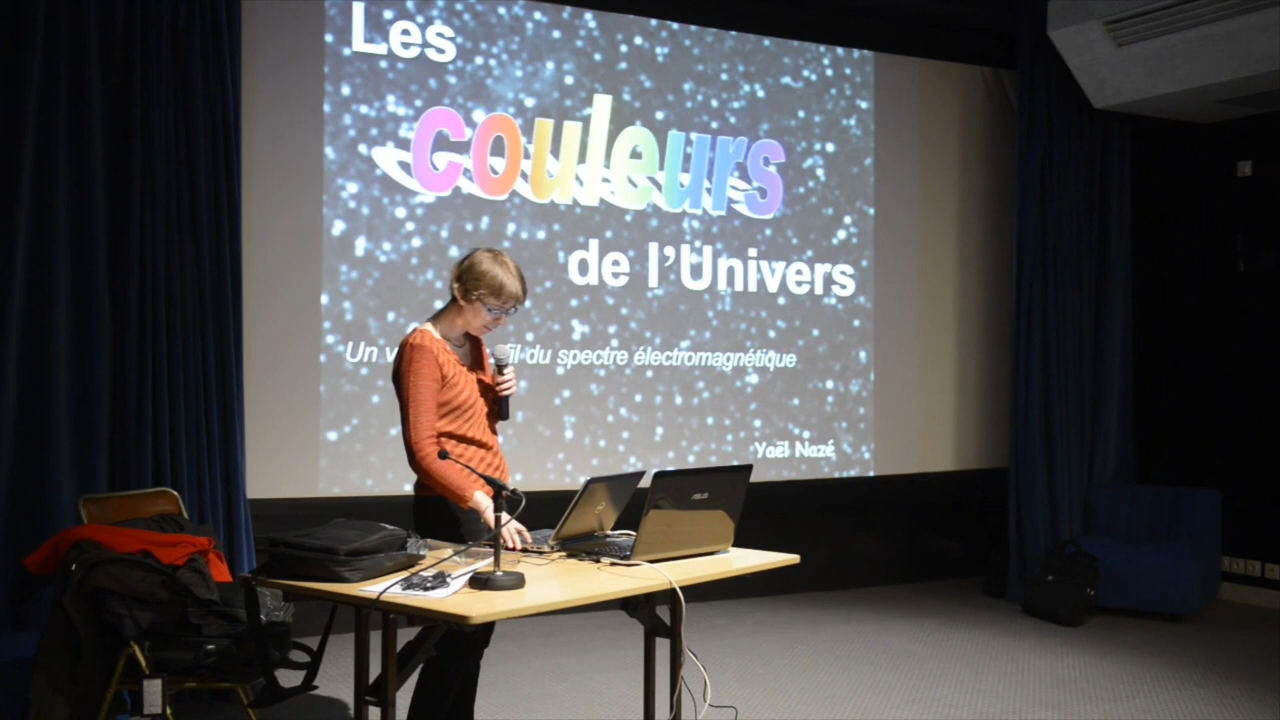 Les
couleurs
de l'Univers
Un fil du spectre électromagnétique
Yaël Nazé
ASUS